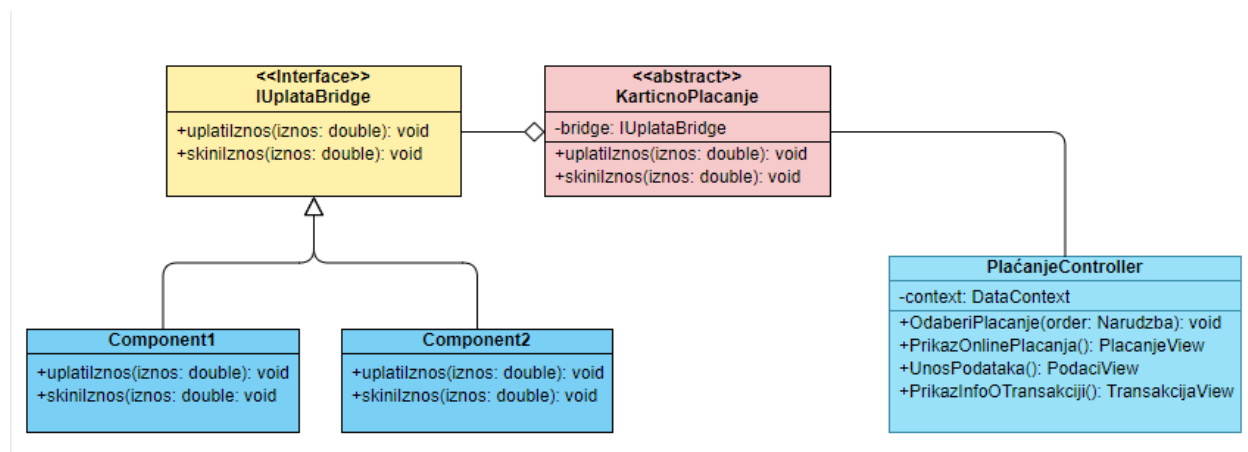 <<Interface>>
IUplataBridge
+uplatiIznos(iznos: double): void
+skiniIznos(iznos: double): void
<<abstract>>
KarticnoPlacanje
-bridge: IUplataBridge
+uplatiIznos(iznos: double): void
+skiniIznos(iznos: double): void
PlaćanjeController
-context: DataContext
+OdaberiPlacanje(order: Narudzba): void
+PrikazOnlinePlacanja(): PlacanjeView
+UnosPodataka(): PodaciView
+PrikazInfoOTransakciji(): TransakcijaView
Component1
+uplatiIznos(iznos: double): void
+skiniIznos(iznos: double: void
Component2
+uplatiIznos(iznos: double): void
+skiniIznos(iznos: double): void